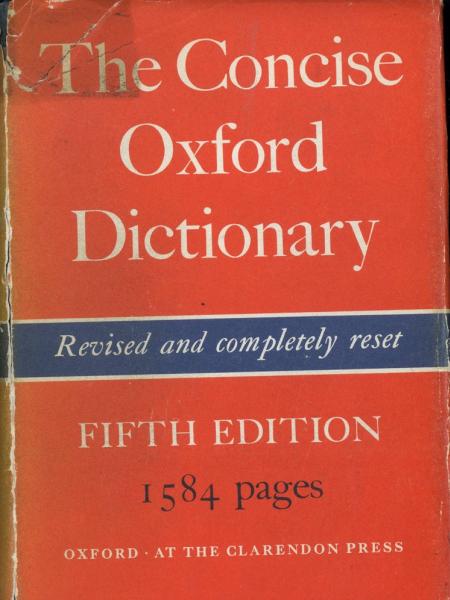 The Concise
Oxford
Dictionary
Revised and completely reset
FIFTH EDITION
1584 pages
OXFORD · AT THE CLARENDON PRESS